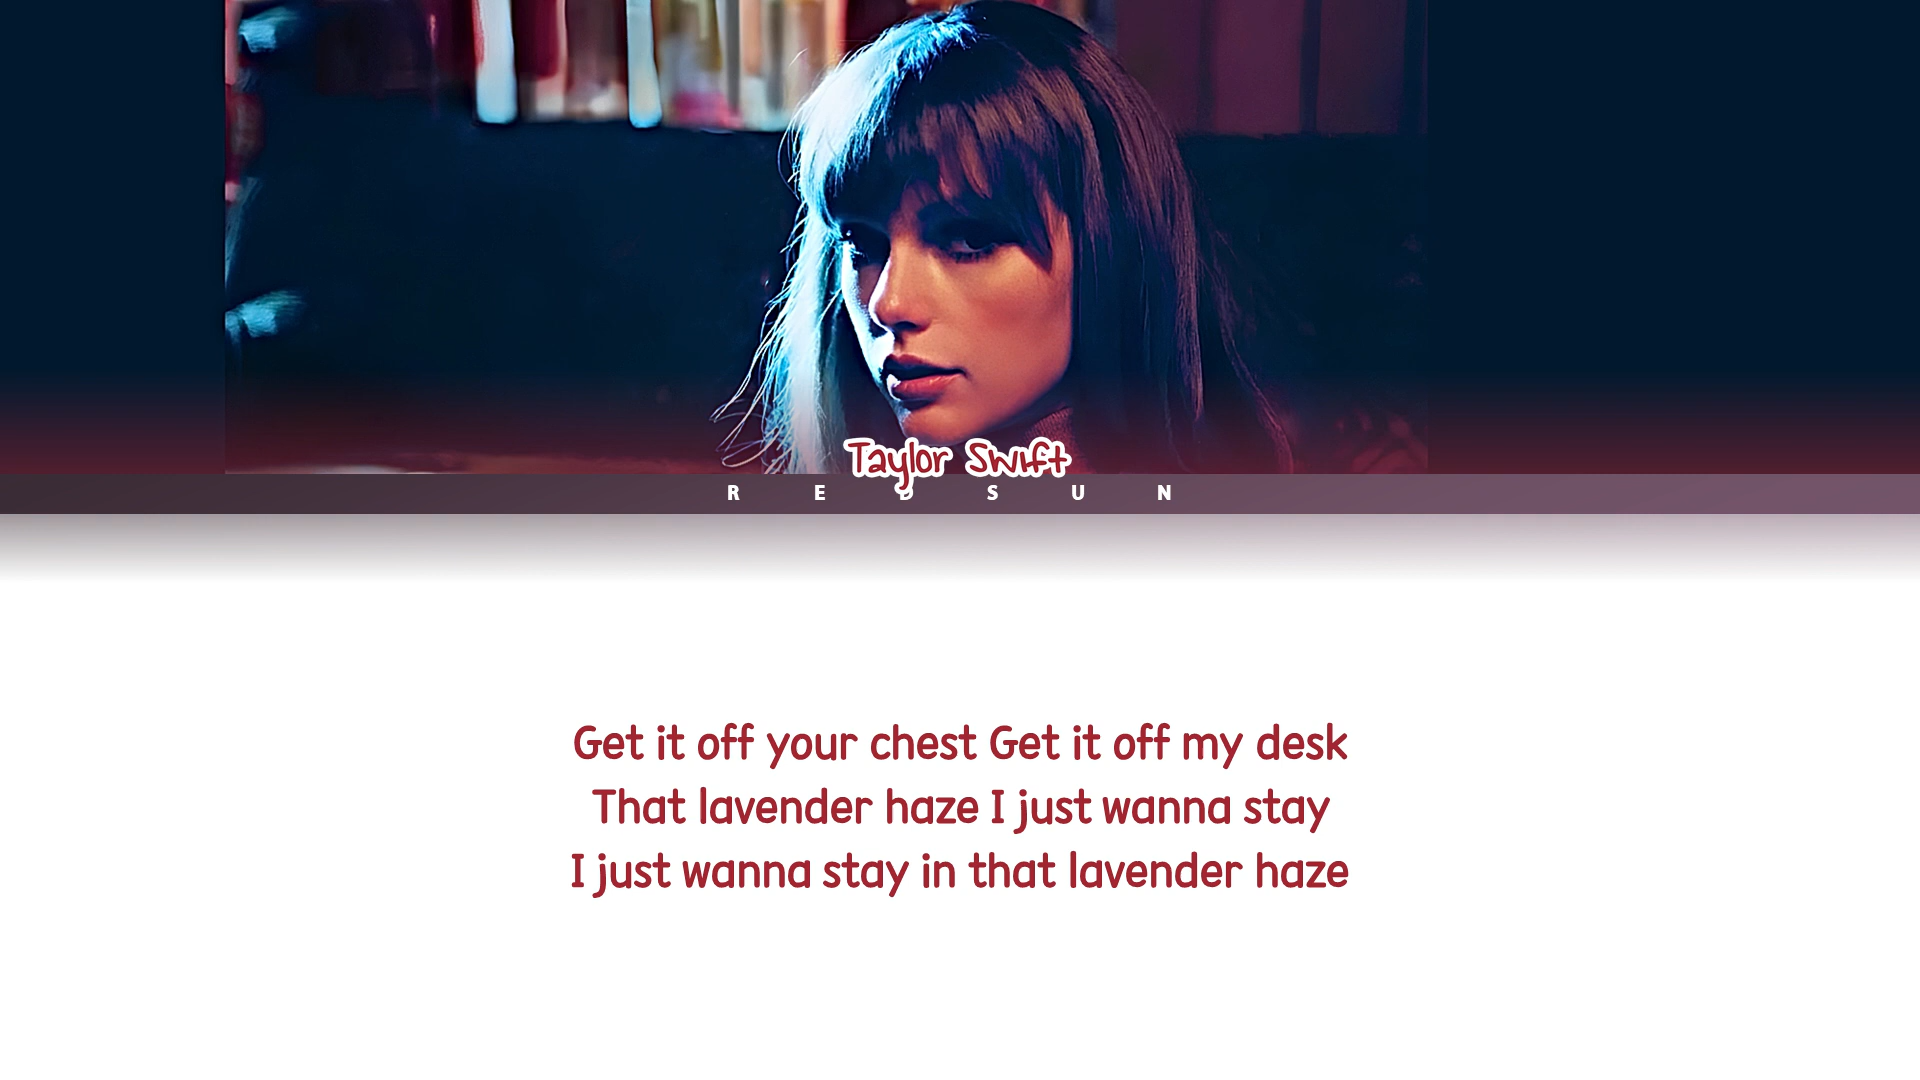 Taylor Swift
R E D S U N
Get it off your chest Get it off my desk
That lavender haze I just wanna stay
I just wanna stay in that lavender haze